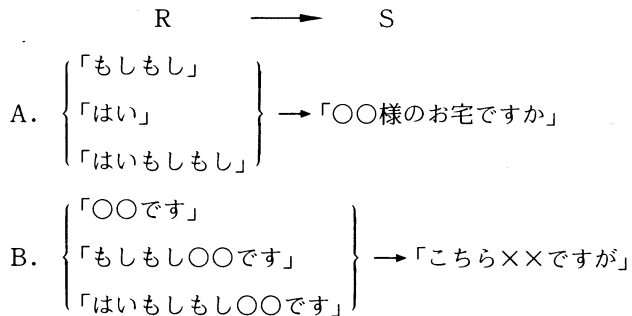 R → S
「もしもし」
A. 「はい」 → 「○○様のお宅ですか」
「はいもしもし」
「○○です」
B. 「もしもし○○です」 → 「こちら××ですが」
「はいもしもし○○です」